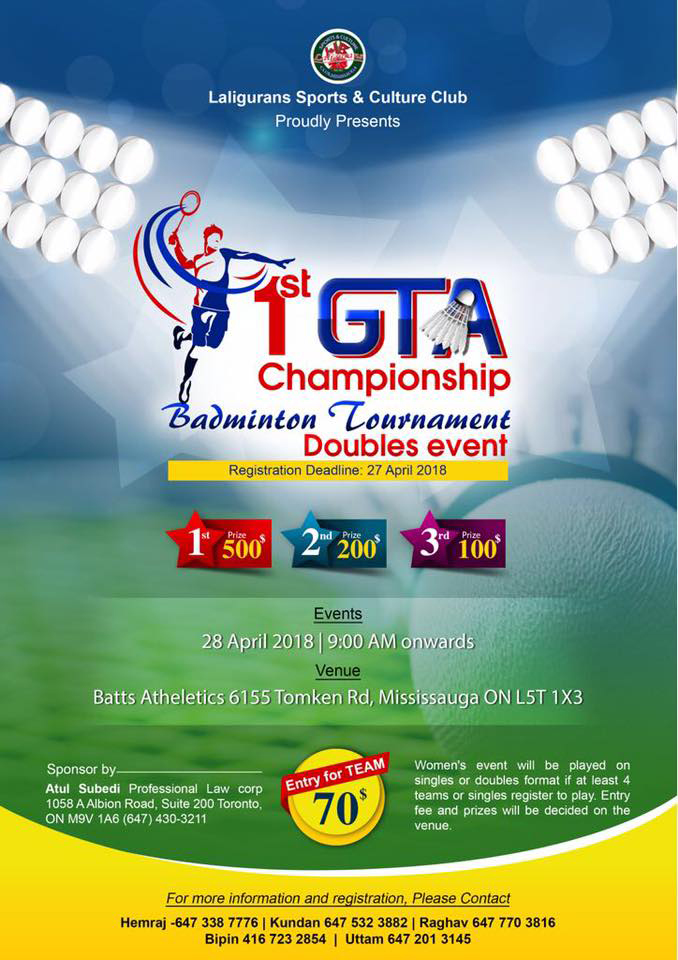 SPORTS & CULTURE
Laligurans Sports & Culture Club
Proudly Presents
1st GTA
Championship
Badminton Tournament
Doubles event
Registration Deadline: 27 April 2018
1st Prize 500$
2nd Prize 200$
3rd Prize 100$
Events
28 April 2018 | 9:00 AM onwards
Venue
Batts Atheletics 6155 Tomken Rd, Mississauga ON L5T 1X3
Sponsor by
Atul Subedi Professional Law corp
1058 A Albion Road, Suite 200 Toronto,
ON M9V 1A6 (647) 430-3211
Entry for TEAM
70$
Women's event will be played on
singles or doubles format if at least 4
teams or singles register to play. Entry
fee and prizes will be decided on the
venue.
For more information and registration, Please Contact
Hemraj -647 338 7776 | Kundan 647 532 3882 | Raghav 647 770 3816
Bipin 416 723 2854 | Uttam 647 201 3145